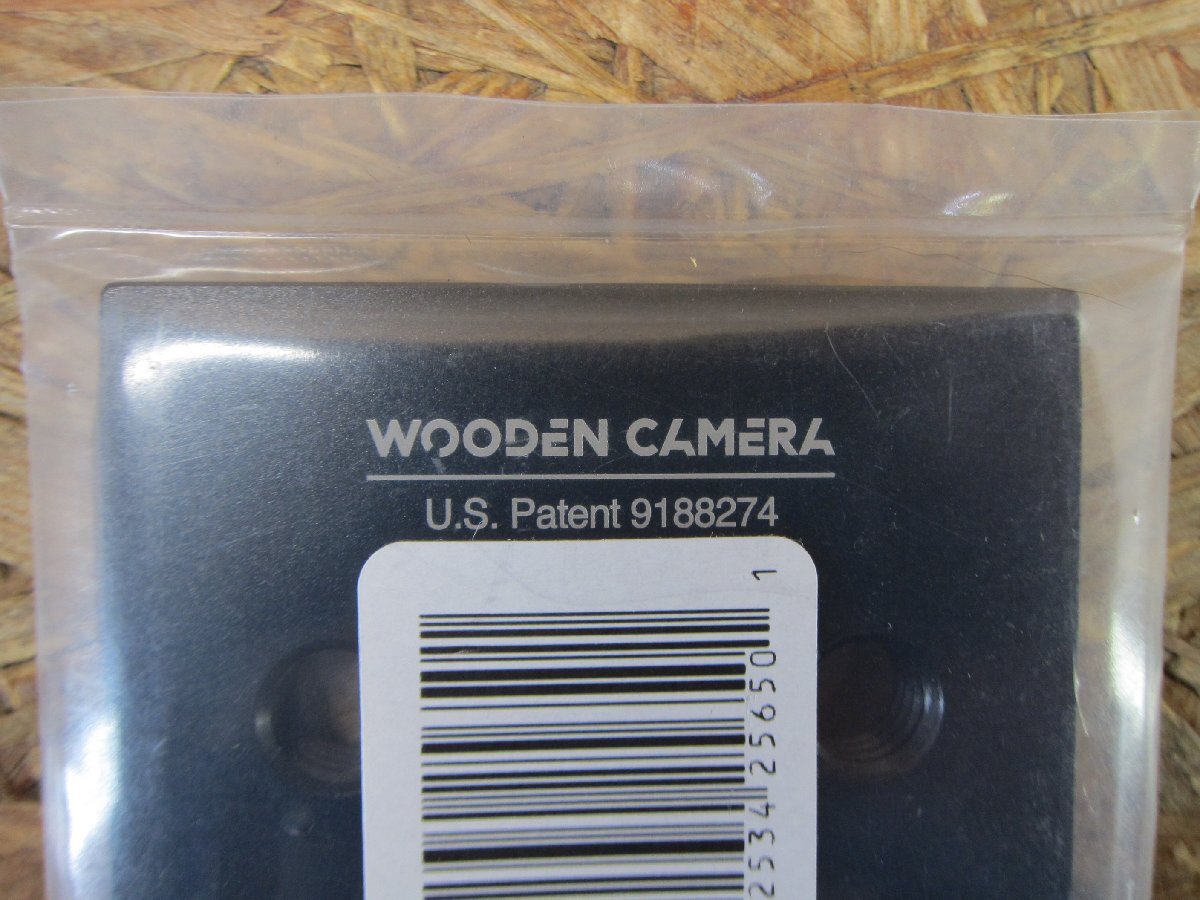 WOODEN CAMERA
U.S. Patent 9188274
2534 25650 1